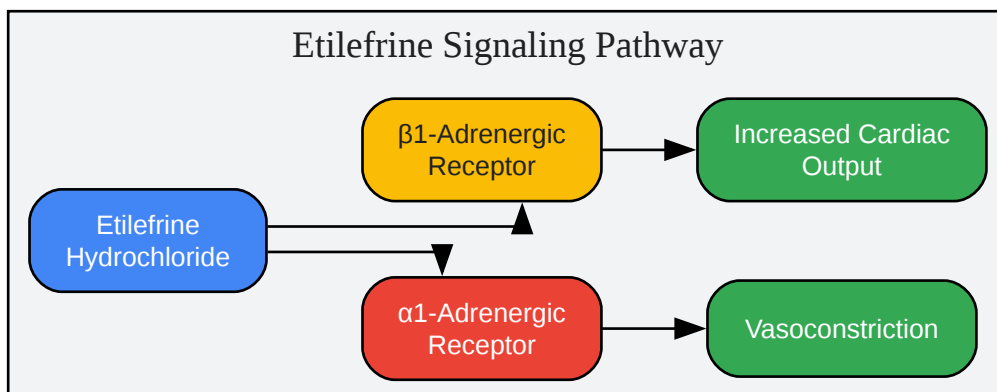 Etilefrine Signaling Pathway
β1-Adrenergic
Receptor
Increased Cardiac
Output
Etilefrine
Hydrochloride
α1-Adrenergic
Receptor
Vasoconstriction